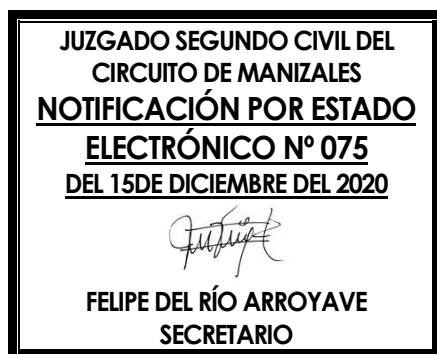 JUZGADO SEGUNDO CIVIL DEL
CIRCUITO DE MANIZALES
NOTIFICACIÓN POR ESTADO
ELECTRÓNICO Nº 075
DEL 15DE DICIEMBRE DEL 2020
FELIPE DEL RÍO ARROYAVE
SECRETARIO